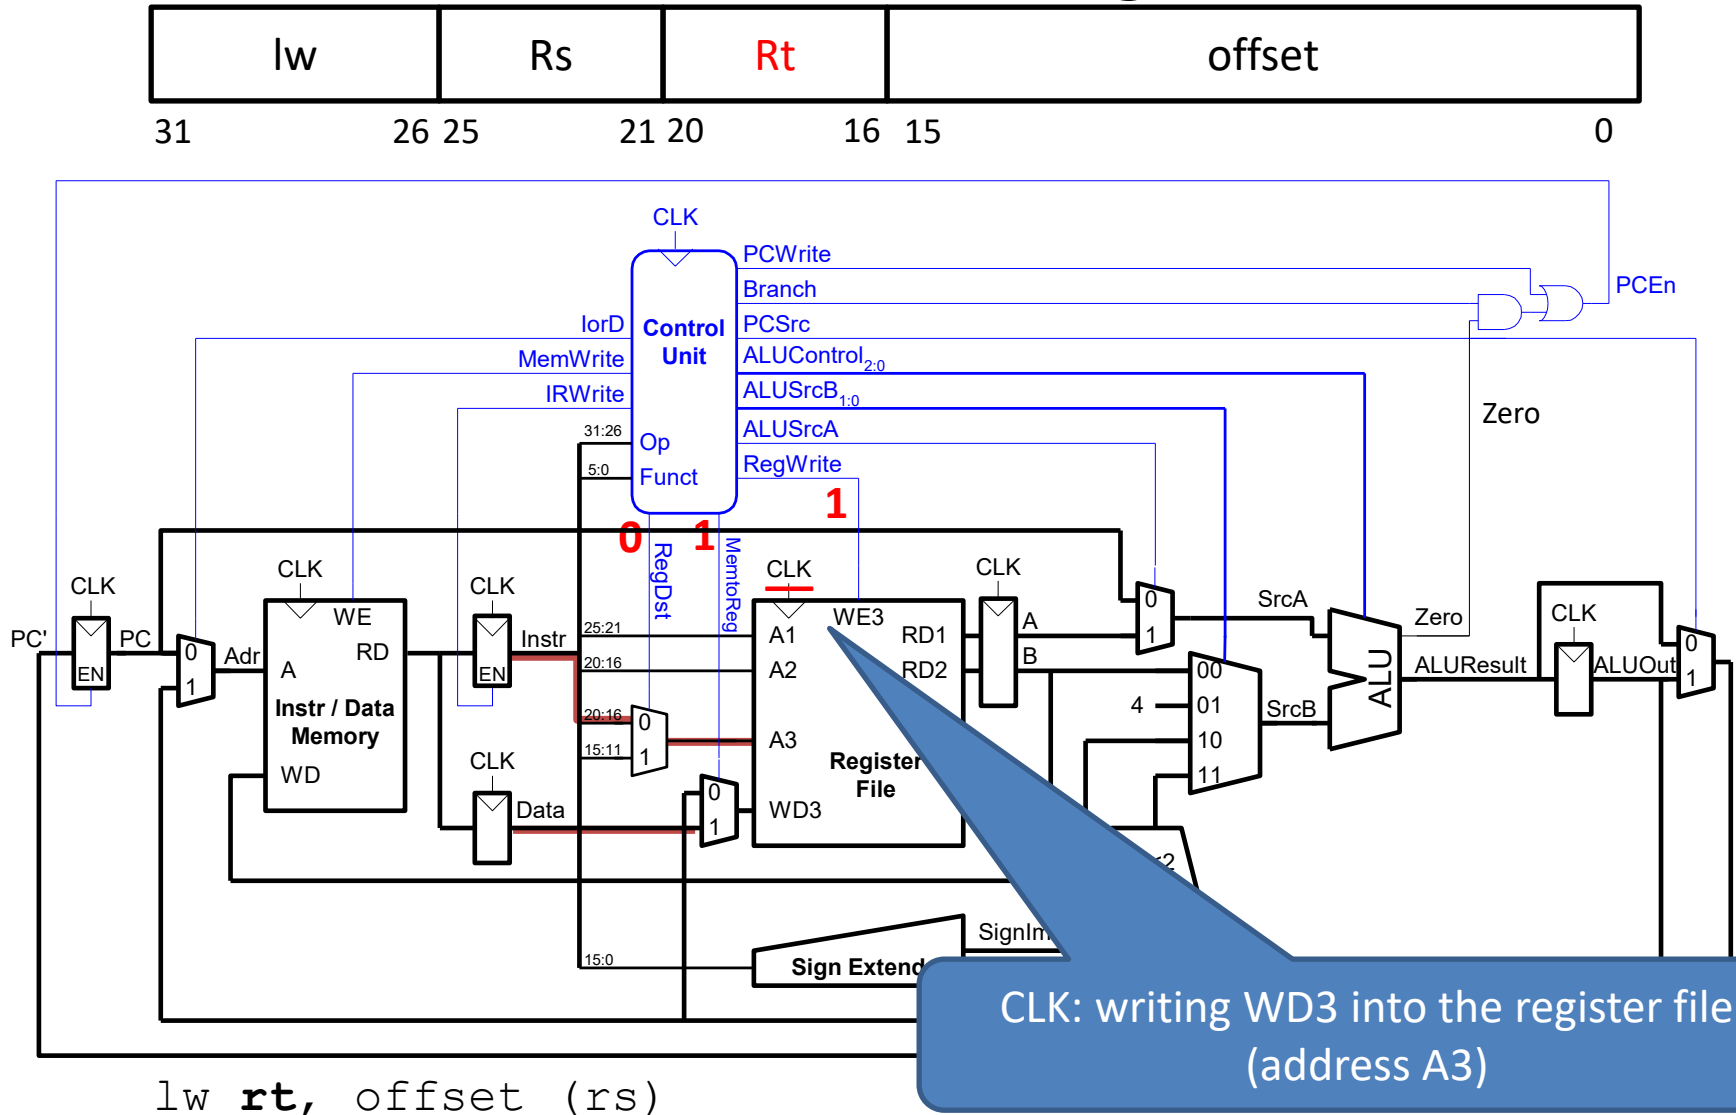 lw Rs Rt offset
31 26 25 21 20 16 15 0
CLK
PCWrite
Branch
PCEn
IorD
Control
Unit
PCSrc
MemWrite
ALUControl2:0
IRWrite
ALUSrcB1:0
Zero
31:26
Op
ALUSrcA
5:0
Funct
RegWrite
0
1
1
RegDst
MemtoReg
CLK
CLK
CLK
CLK
CLK
PC'
PC
EN
0
1
Adr
WE
A
RD
Instr / Data
Memory
WD
EN
Instr
CLK
Data
25:21
20:16
20:16
15:11
0
1
0
1
A1
A2
A3
WD3
WE3
RD1
RD2
Register
File
A
B
0
1
SrcA
4
00
01
10
11
SrcB
ALU
Zero
ALUResult
CLK
ALUOut
0
1
15:0
Sign Extend
CLK: writing WD3 into the register file
(address A3)
lw rt, offset (rs)